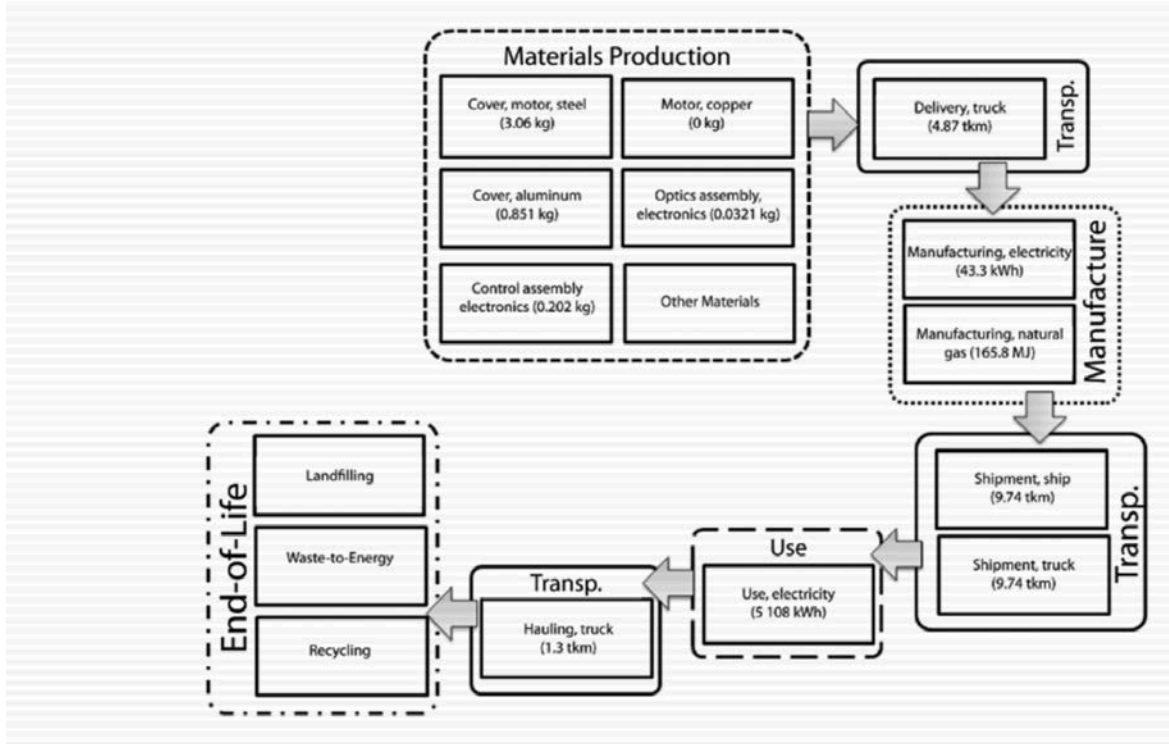 Materials Production
Cover, motor, steel
(3.06 kg)
Motor, copper
(0 kg)
Cover, aluminum
(0.851 kg)
Optics assembly,
electronics (0.0321 kg)
Control assembly
electronics (0.202 kg)
Other Materials
Delivery, truck
(4.87 tkm)
Transp.
Manufacturing, electricity
(43.3 kWh)
Manufacturing, natural
gas (165.8 MJ)
Manufacture
Shipment, ship
(9.74 tkm)
Shipment, truck
(9.74 tkm)
Transp.
Use
Use, electricity
(5 108 kWh)
Transp.
Hauling, truck
(1.3 tkm)
End-of-Life
Landfilling
Waste-to-Energy
Recycling